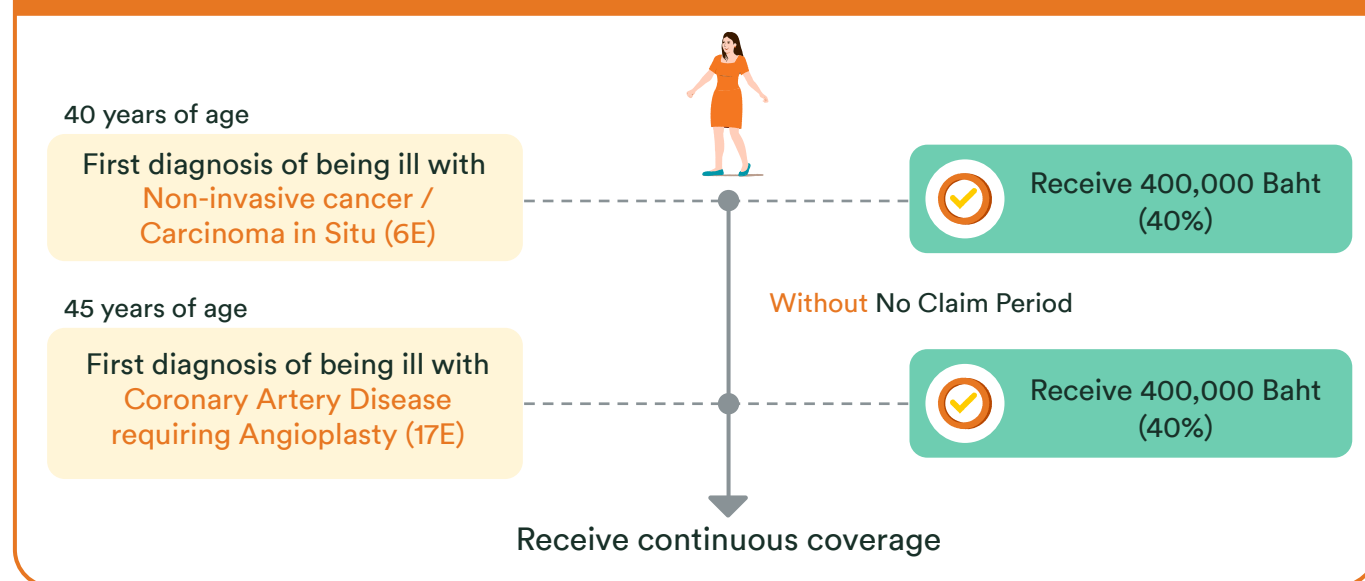 40 years of age
First diagnosis of being ill with
Non-invasive cancer /
Carcinoma in Situ (6E)
Receive 400,000 Baht
(40%)
Without No Claim Period
45 years of age
First diagnosis of being ill with
Coronary Artery Disease
requiring Angioplasty (17E)
Receive 400,000 Baht
(40%)
Receive continuous coverage